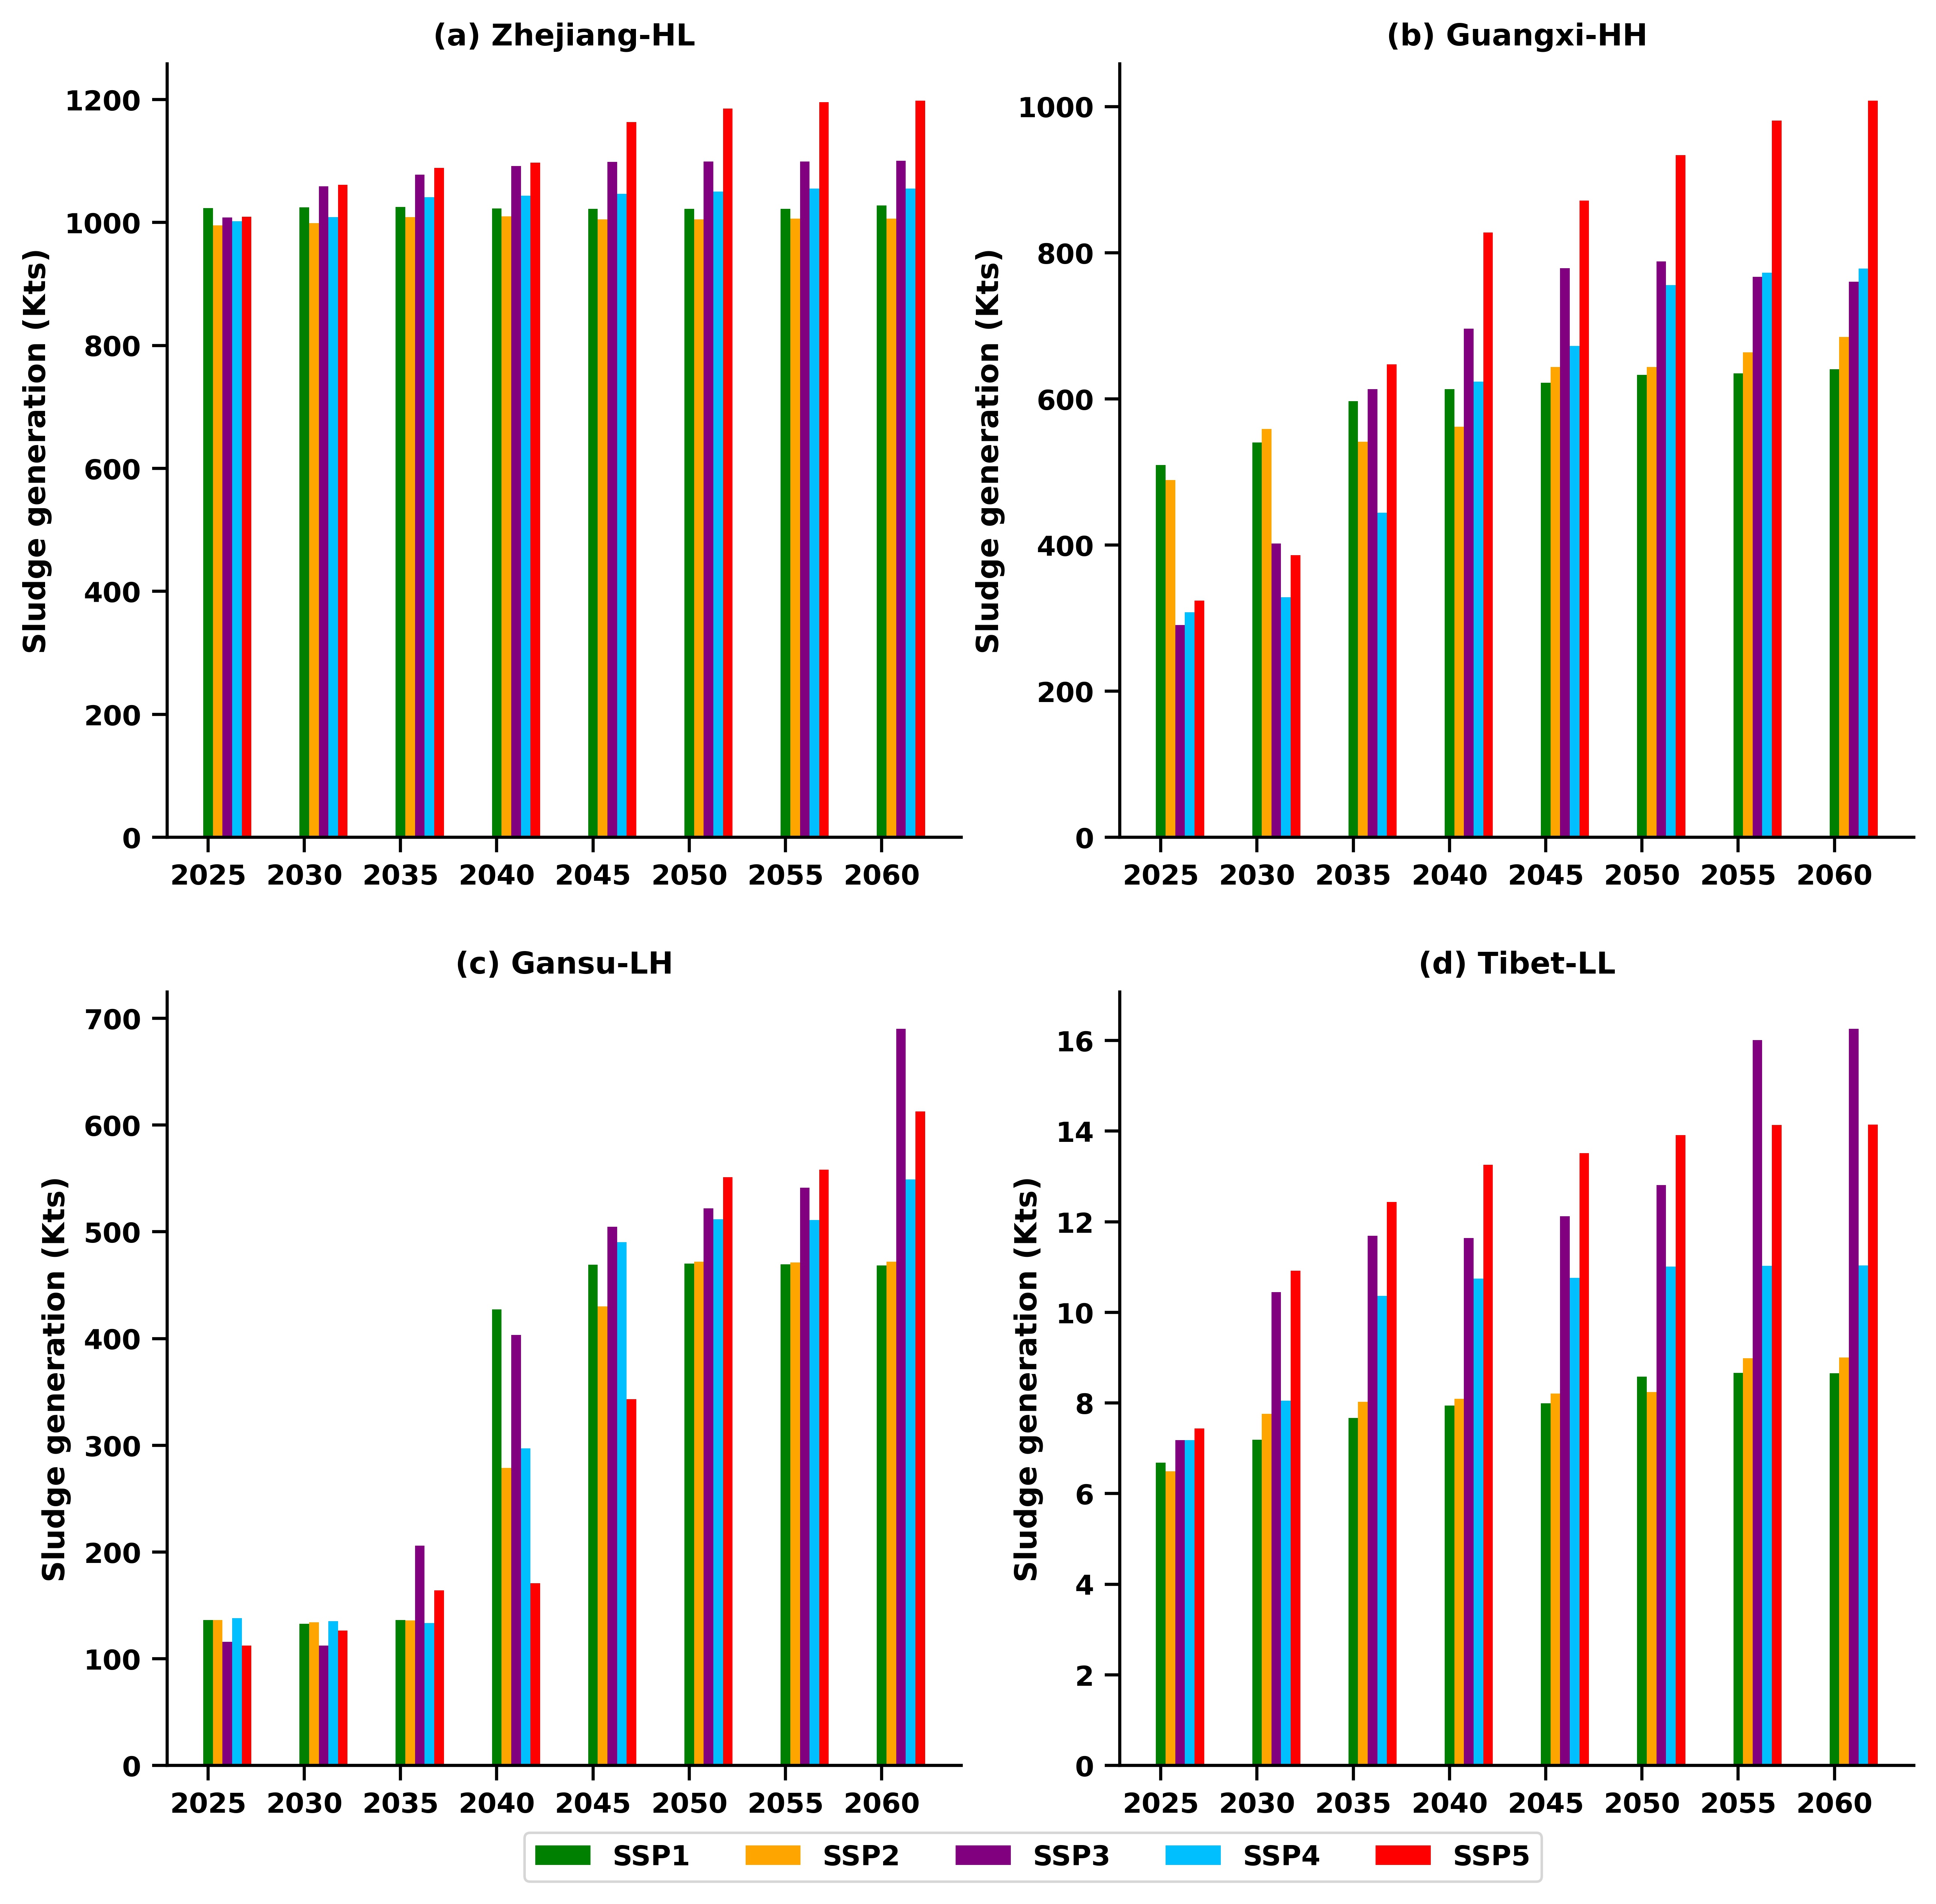 (a) Zhejiang-HL
Sludge generation (Kts)
1200
1000
800
600
400
200
0
2025 2030 2035 2040 2045 2050 2055 2060
(b) Guangxi-HH
Sludge generation (Kts)
1000
800
600
400
200
0
2025 2030 2035 2040 2045 2050 2055 2060
(c) Gansu-LH
Sludge generation (Kts)
700
600
500
400
300
200
100
0
2025 2030 2035 2040 2045 2050 2055 2060
(d) Tibet-LL
Sludge generation (Kts)
16
14
12
10
8
6
4
2
0
2025 2030 2035 2040 2045 2050 2055 2060
SSP1 SSP2 SSP3 SSP4 SSP5